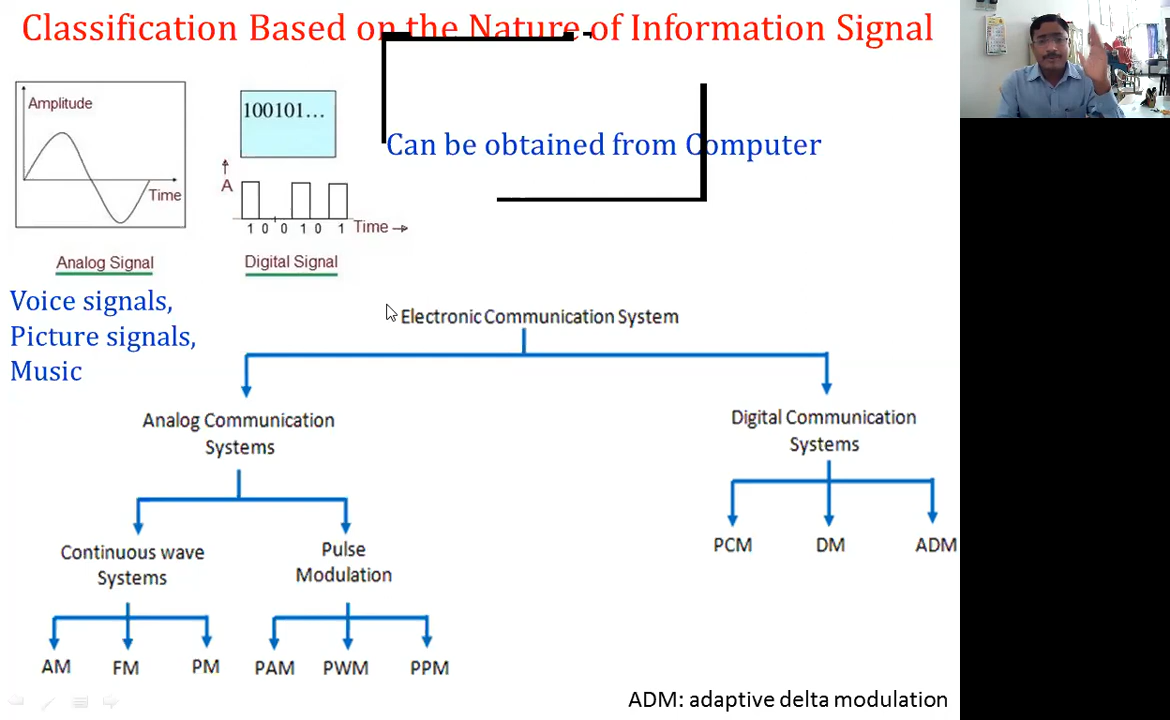 Classification Based on the Nature of Information Signal
Amplitude
Time
Analog Signal
100101...
A
1 0 0 1 0 1
Time
Digital Signal
Can be obtained from Computer
Voice signals,
Picture signals,
Music
Electronic Communication System
Analog Communication
Systems
Digital Communication
Systems
Continuous wave
Systems
Pulse
Modulation
PCM
DM
ADM
AM
FM
PM
PAM
PWM
PPM
ADM: adaptive delta modulation